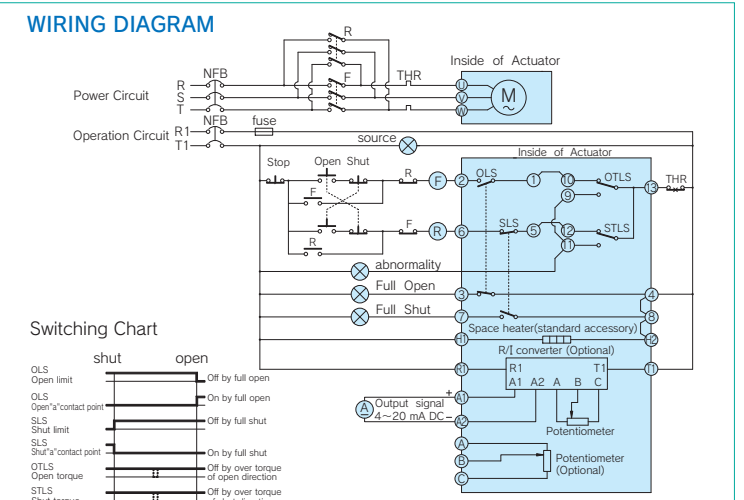 WIRING DIAGRAM
R
Inside of Actuator
NFB
F
THR
Power Circuit
R
S
T
U
V
W
M
NFB
fuse
Operation Circuit
R1
T1
source
Inside of Actuator
Stop
Open
Shut
R
F
2
OLS
1
10
OTLS
9
13
THR
F
F
R
6
SLS
5
12
STLS
11
R
abnormality
Full Open
3
4
Full Shut
7
8
Space heater(standard accessory)
H1
H2
R/I converter (Optional)
R1
R1
T1
T1
A1 A2 A B C
+
A
Output signal
4~20 mA DC
-
A1
A2
Potentiometer
A
B
C
Potentiometer
(Optional)
Switching Chart
shut
open
OLS
Open limit
Off by full open
OLS
Open"a"contact point
On by full open
SLS
Shut limit
Off by full shut
SLS
Shut"a"contact point
On by full shut
OTLS
Open torque
Off by over torque
of open direction
STLS
Off by over torque